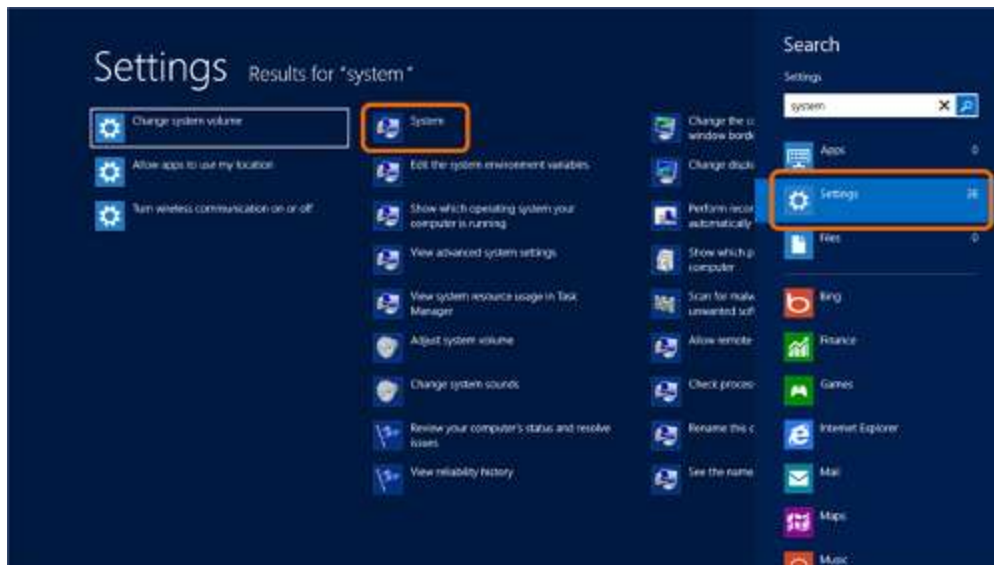 Settings Results for "system"
Change system volume
Allow apps to use my location
Turn wireless communication on or off
System
Edit the system environment variables
Show which operating system your
computer is running
View advanced system settings
View system resource usage in Task
Manager
Adjust system volume
Change system sounds
Review your computer's status and resolve
issues
View reliability history
Change the
window
Change
Perform
automatically
Show which
computer
Scan for
unwanted
Allow remote
Check
Rename this
See the name
Search
Settings
system
Apps 0
Settings
Files 0
Bing
Finance
Games
Internet Explorer
Mail
Maps
Music